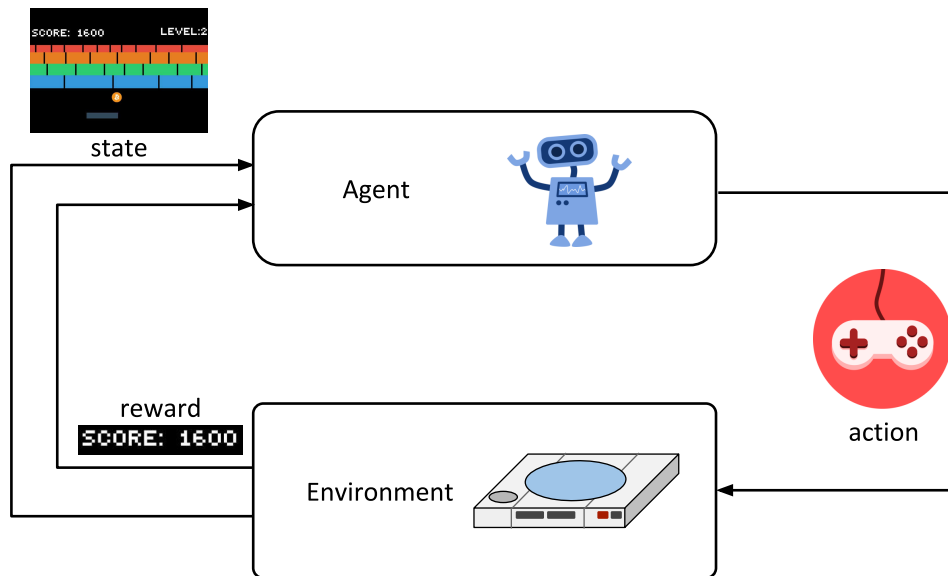 SCORE: 1600 LEVEL:2
state
Agent
reward
SCORE: 1600
action
Environment